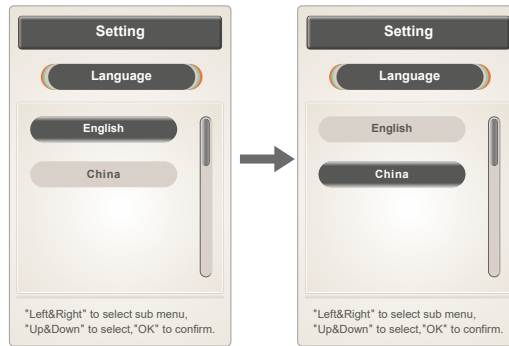 Setting
Language
English
China
"Left&Right" to select sub menu,
"Up&Down" to select,"OK" to confirm.
Setting
Language
English
China
"Left&Right" to select sub menu,
"Up&Down" to select,"OK" to confirm.